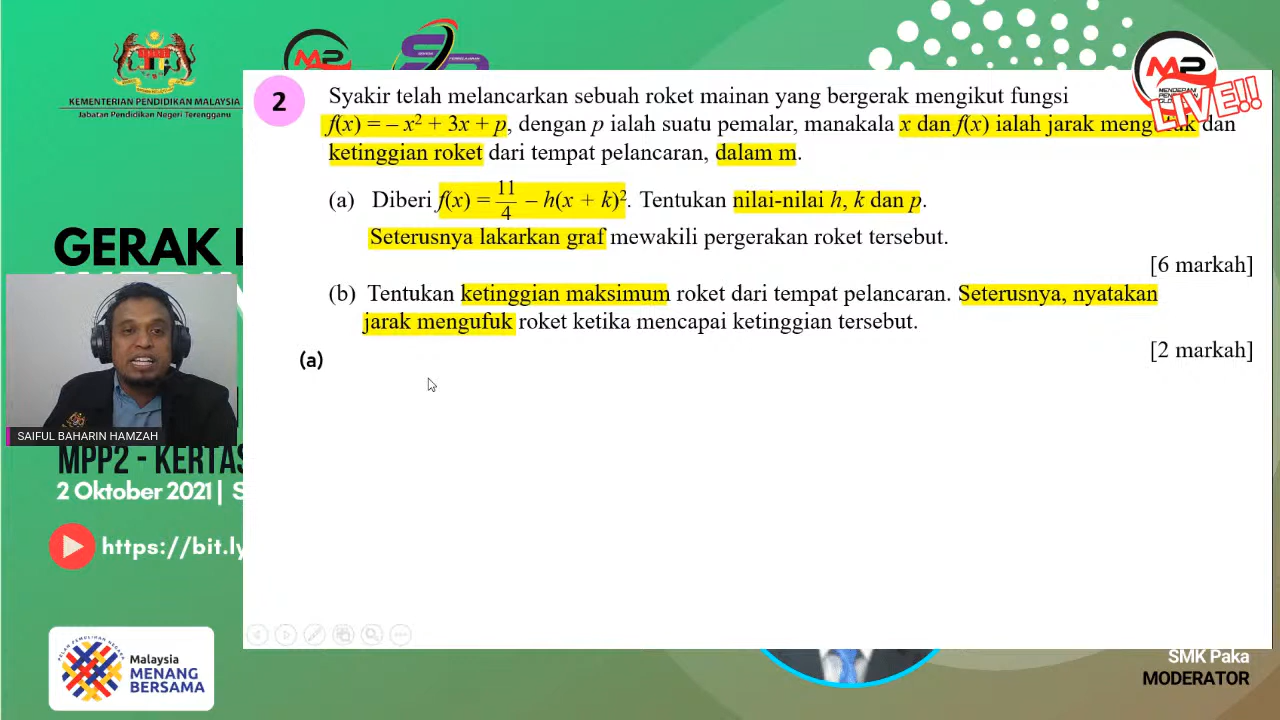 KEMENTERIAN PENDIDIKAN MALAYSIA
Jabatan Pendidikan Negeri Terengganu
MP
MP
LIVE!!
2
Syakir telah melancarkan sebuah roket mainan yang bergerak mengikut fungsi
f(x) = – x² + 3x + p, dengan p ialah suatu pemalar, manakala x dan f(x) ialah jarak dan
ketinggian roket dari tempat pelancaran, dalam m.
(a) Diberi f(x) = 11/4 – h(x + k)². Tentukan nilai-nilai h, k dan p.
Seterusnya lakarkan graf mewakili pergerakan roket tersebut.
[6 markah]
(b) Tentukan ketinggian maksimum roket dari tempat pelancaran. Seterusnya, nyatakan
jarak mengufuk roket ketika mencapai ketinggian tersebut.
[2 markah]
(a)
GERAK
SAIFUL BAHARIN HAMZAH
MPP2 - KERTAS
2 Oktober 2021 | S
https://bit.ly
Malaysia
MENANG
BERSAMA
SMK Paka
MODERATOR